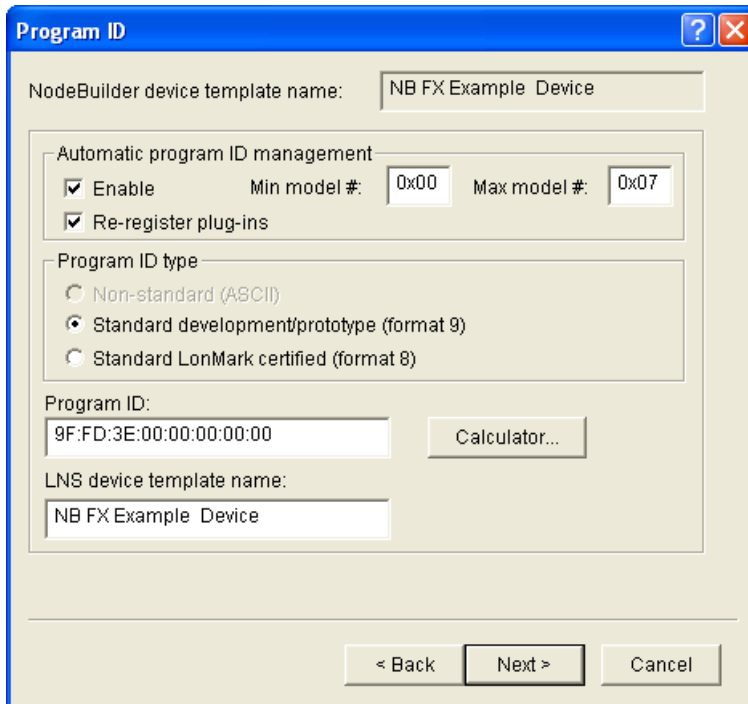 Program ID
NodeBuilder device template name: NB FX Example Device
Automatic program ID management
Enable Min model #: 0x00 Max model #: 0x07
Re-register plug-ins
Program ID type
Non-standard (ASCII)
Standard development/prototype (format 9)
Standard LonMark certified (format 8)
Program ID:
9F:FD:3E:00:00:00:00:00 Calculator...
LNS device template name:
NB FX Example Device
< Back Next > Cancel